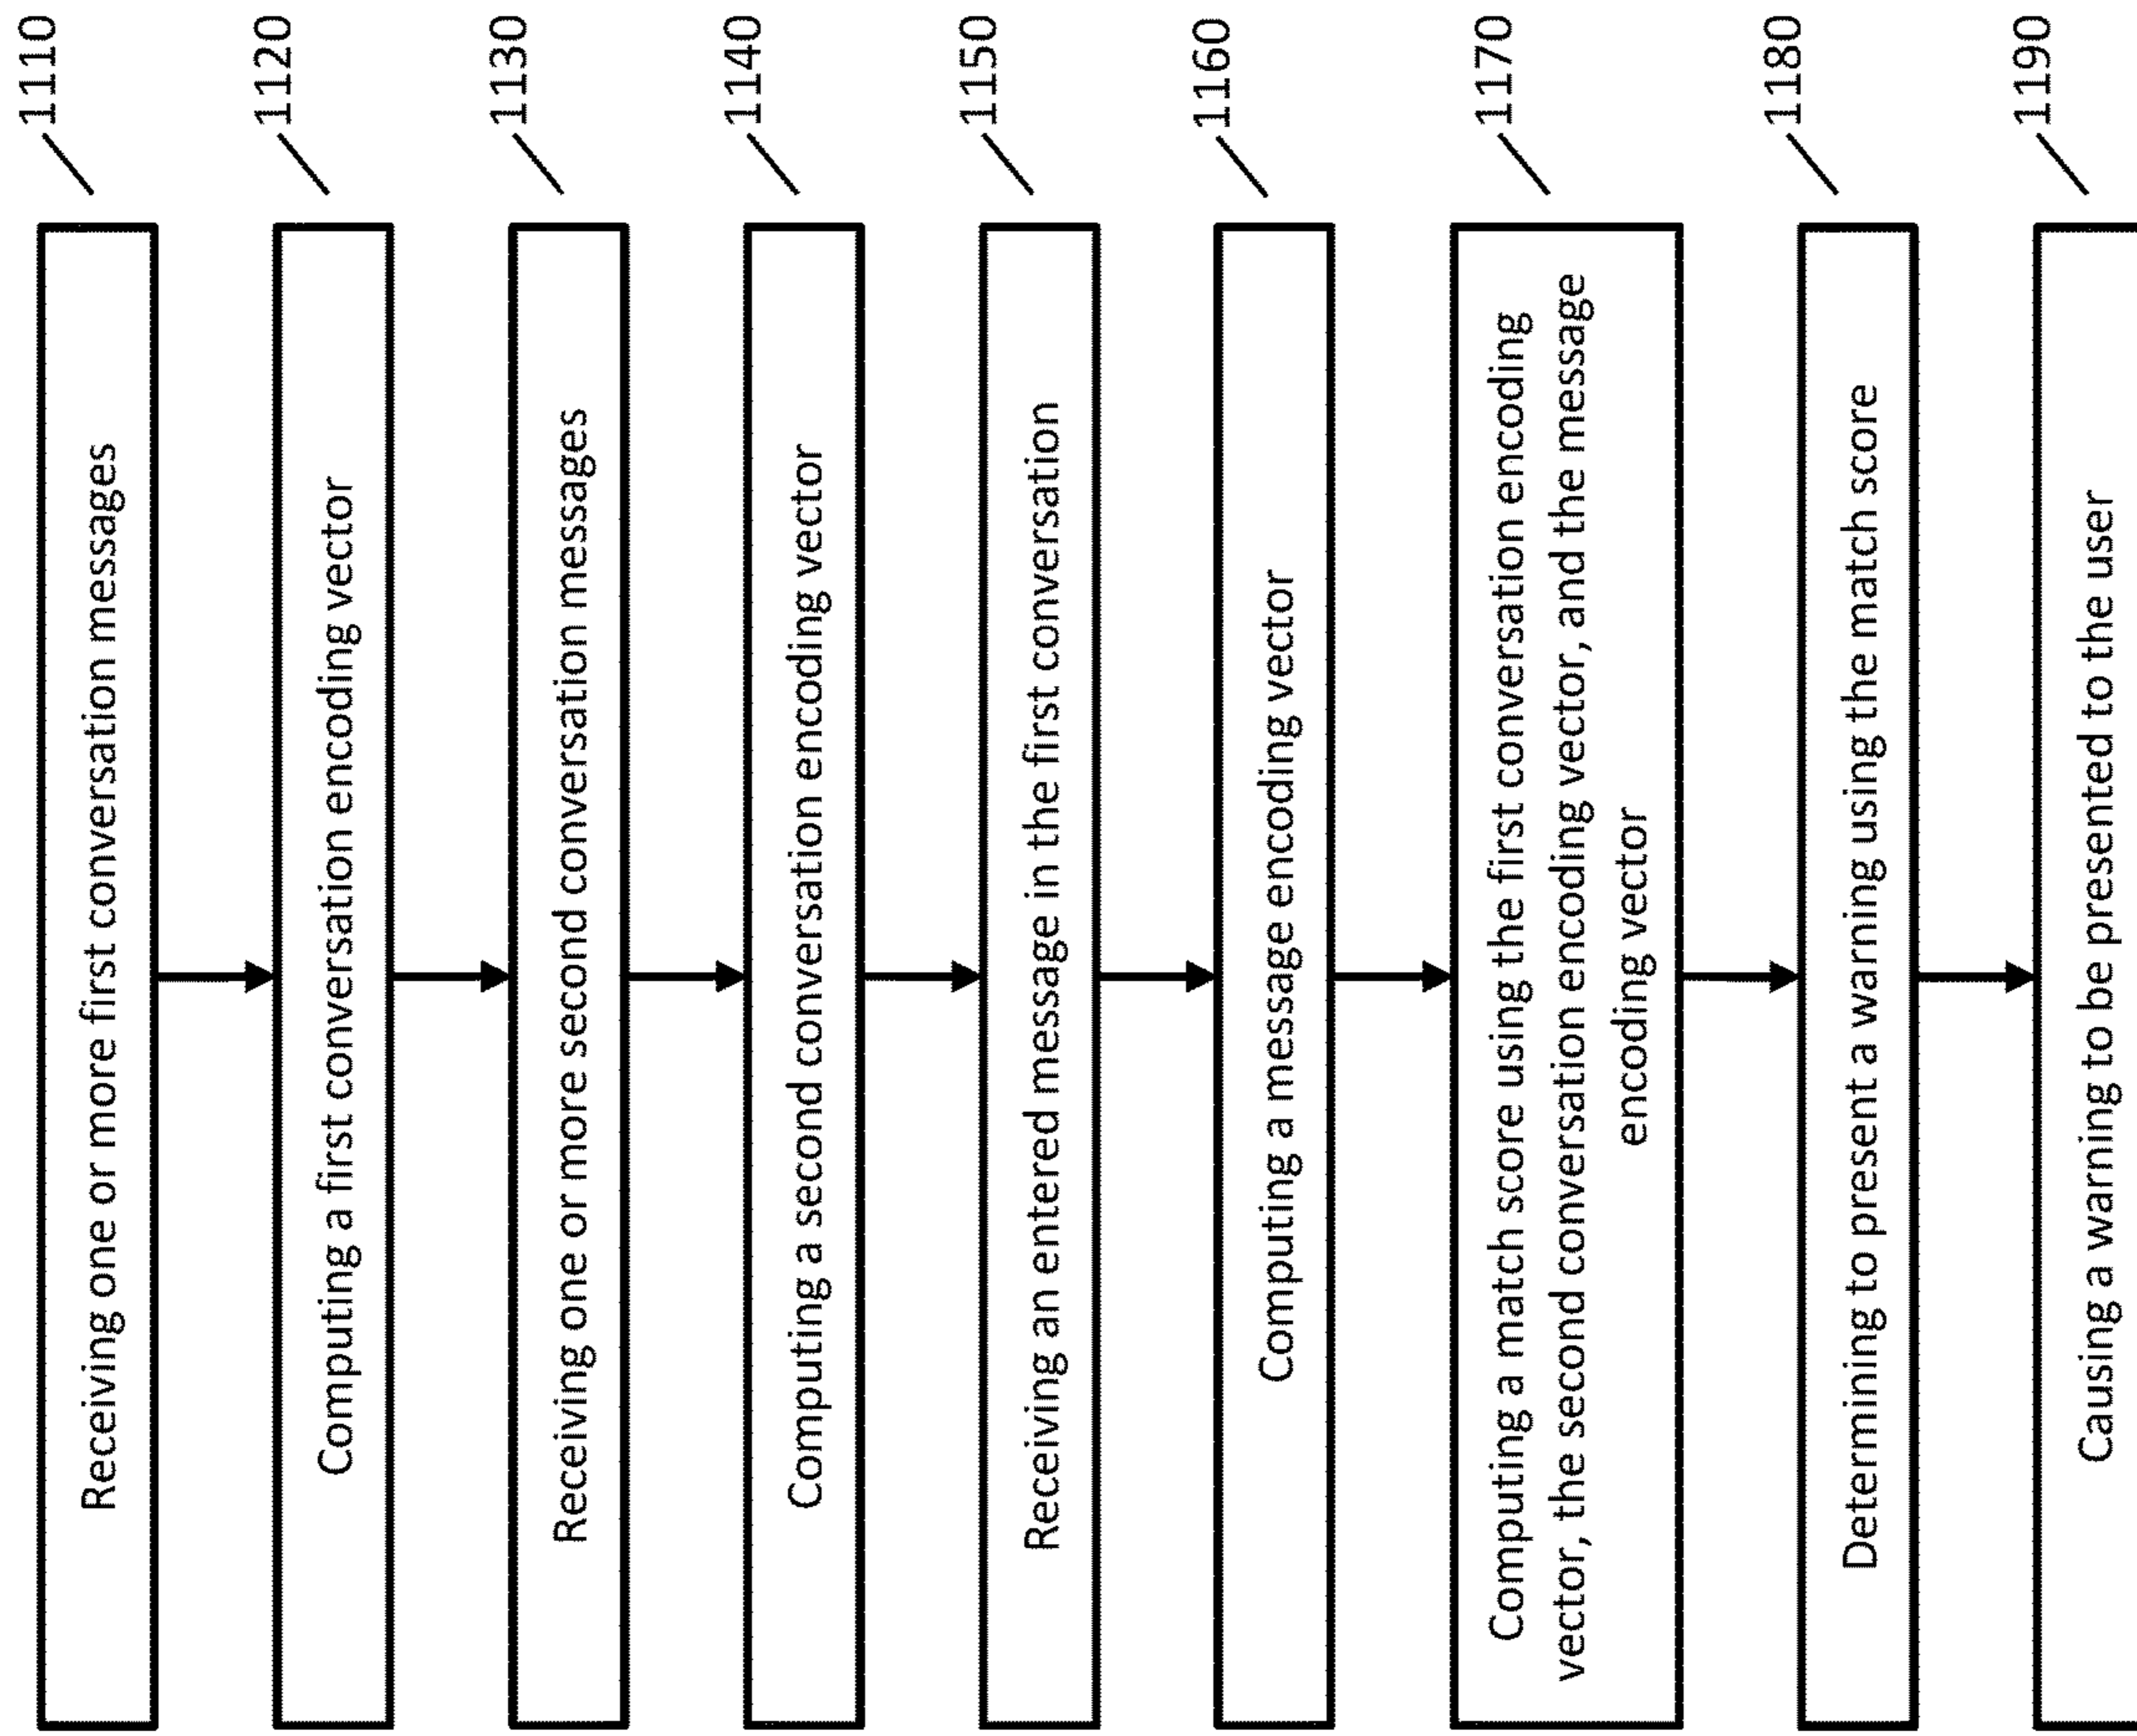 Receiving one or more first conversation messages
1110
Computing a first conversation encoding vector
1120
Receiving one or more second conversation messages
1130
Computing a second conversation encoding vector
1140
Receiving an entered message in the first conversation
1150
Computing a message encoding vector
1160
Computing a match score using the first conversation encoding
vector, the second conversation encoding vector, and the message
encoding vector
1170
Determining to present a warning using the match score
1180
Causing a warning to be presented to the user
1190